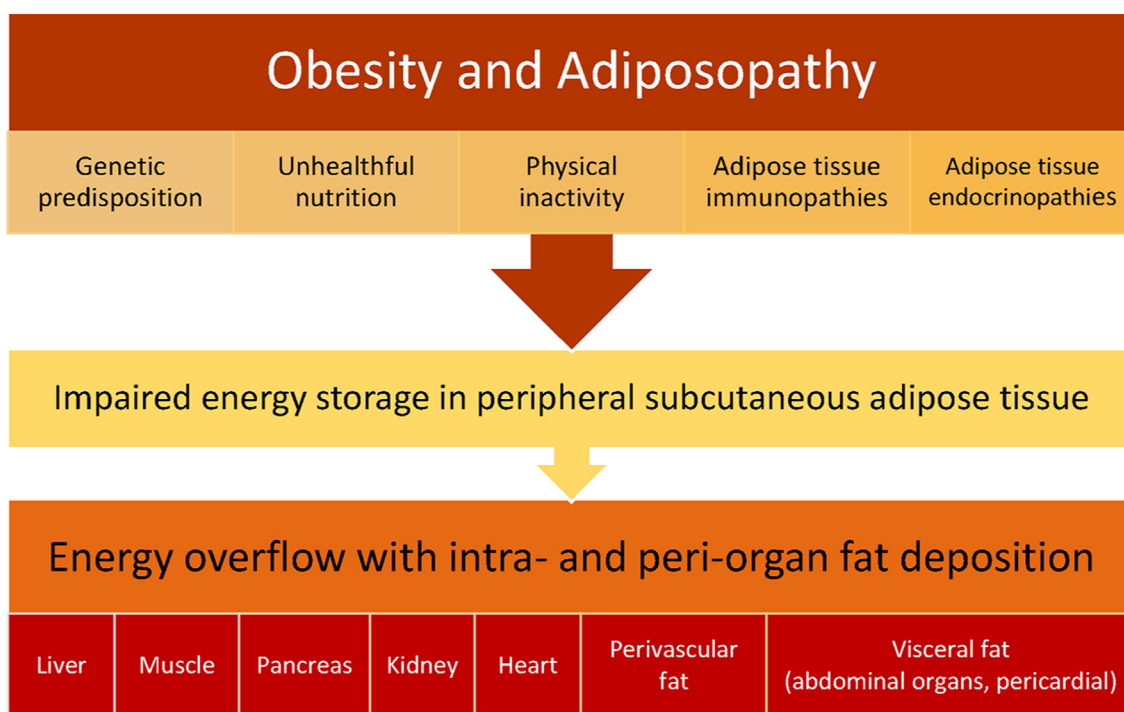 Obesity and Adiposopathy
Genetic
predisposition
Unhealthful
nutrition
Physical
inactivity
Adipose tissue
immunopathies
Adipose tissue
endocrinopathies
Impaired energy storage in peripheral subcutaneous adipose tissue
Energy overflow with intra- and peri-organ fat deposition
Liver
Muscle
Pancreas
Kidney
Heart
Perivascular
fat
Visceral fat
(abdominal organs, pericardial)